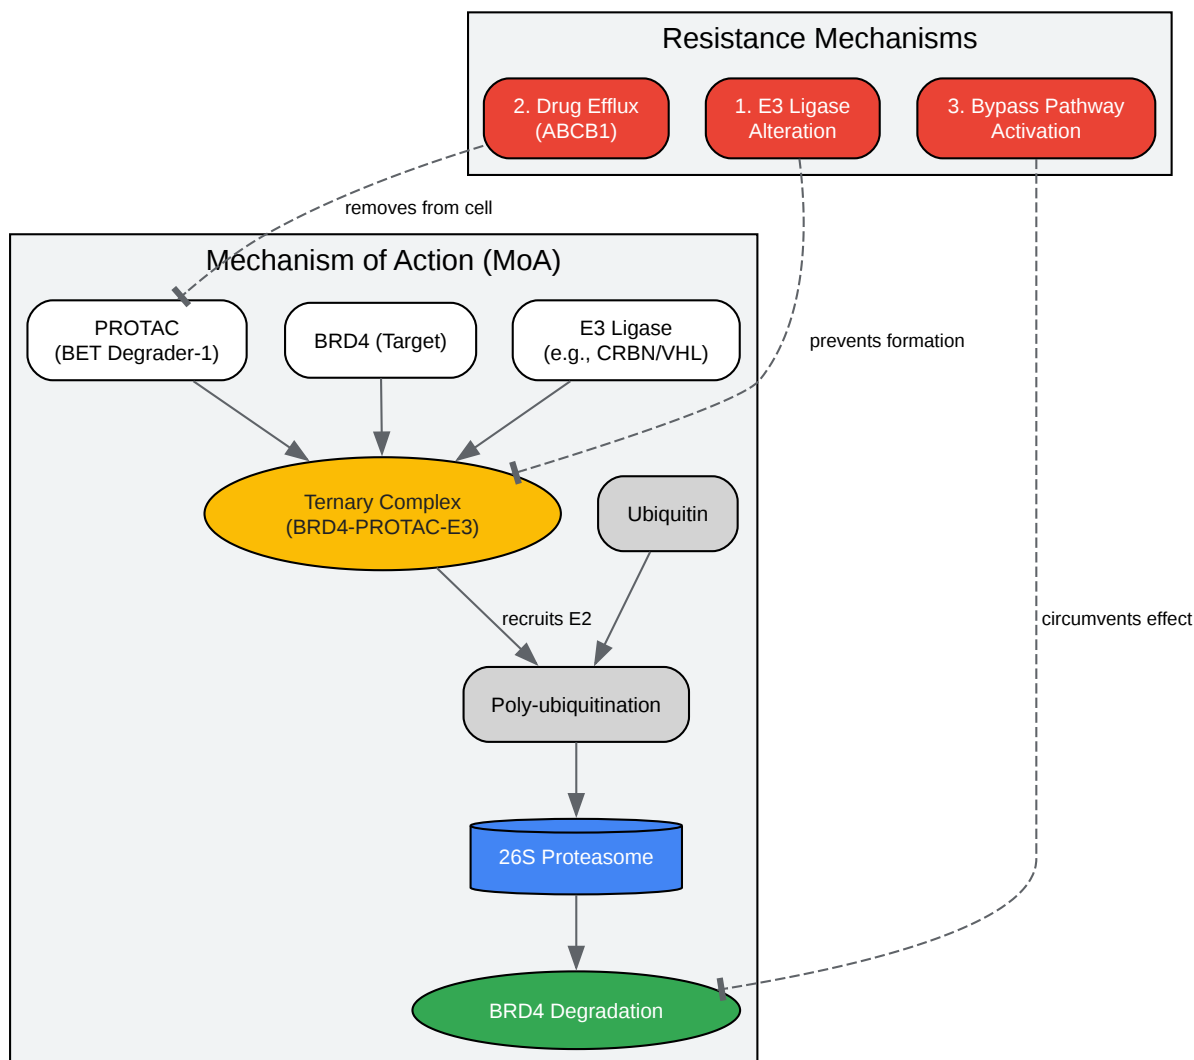 Resistance Mechanisms
2. Drug Efflux
(ABCB1)
1. E3 Ligase
Alteration
3. Bypass Pathway
Activation
removes from cell
Mechanism of Action (MoA)
PROTAC
(BET Degrader-1)
BRD4 (Target)
E3 Ligase
(e.g., CRBN/VHL)
prevents formation
Ternary Complex
(BRD4-PROTAC-E3)
Ubiquitin
recruits E2
circumvents effect
Poly-ubiquitination
26S Proteasome
BRD4 Degradation